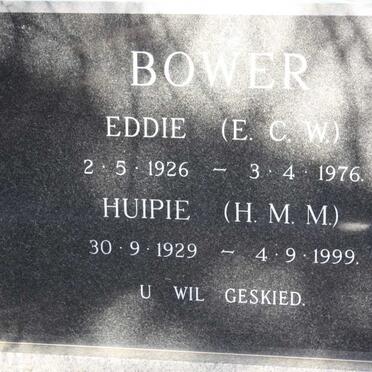 BOWER
EDDIE (E. C. W.)
2·5·1926 – 3·4·1976.
HUIPIE (H. M. M.)
30·9·1929 – 4·9·1999.
U WIL GESKIED.